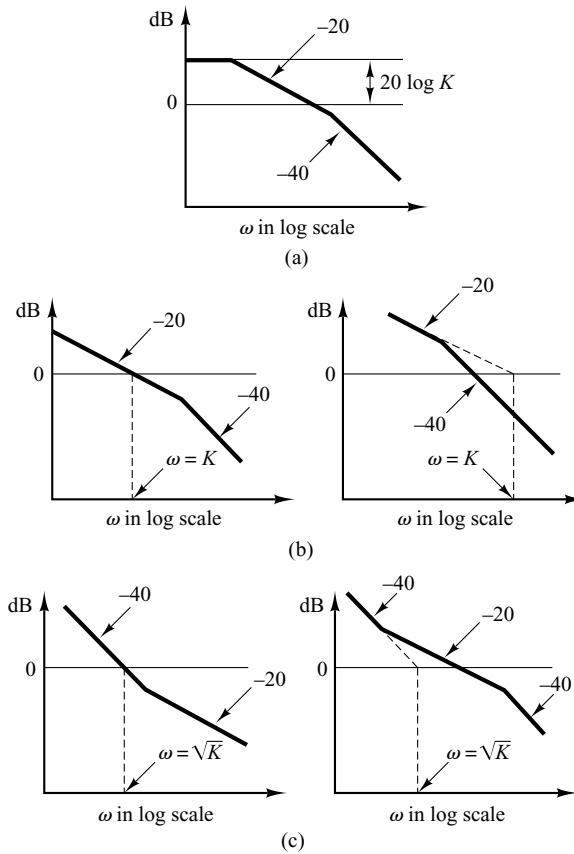 dB
–20
20 log K
0
–40
ω in log scale
(a)
dB
–20
0
–40
ω = K
ω in log scale
dB
–20
0
–40
ω = K
ω in log scale
(b)
dB
–40
0
–20
ω = √K
ω in log scale
dB
–40
–20
0
–40
ω = √K
ω in log scale
(c)